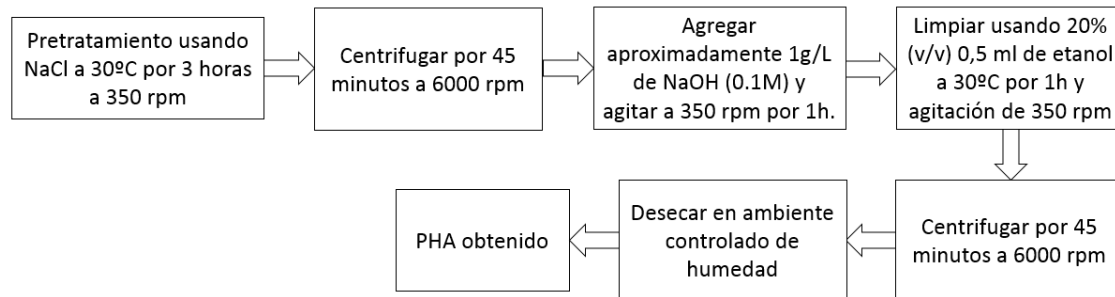 Pretratamiento usando
NaCl a 30ºC por 3 horas
a 350 rpm
Centrifugar por 45
minutos a 6000 rpm
Agregar
aproximadamente 1g/L
de NaOH (0.1M) y
agitar a 350 rpm por 1h.
Limpiar usando 20%
(v/v) 0,5 ml de etanol
a 30ºC por 1h y
agitación de 350 rpm
Centrifugar por 45
minutos a 6000 rpm
Desecar en ambiente
controlado de
humedad
PHA obtenido